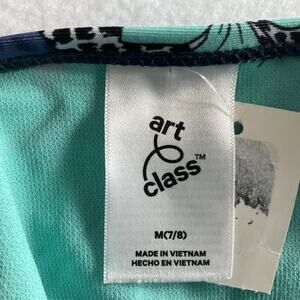 art
class™
M(7/8)
MADE IN VIETNAM
HECHO EN VIETNAM